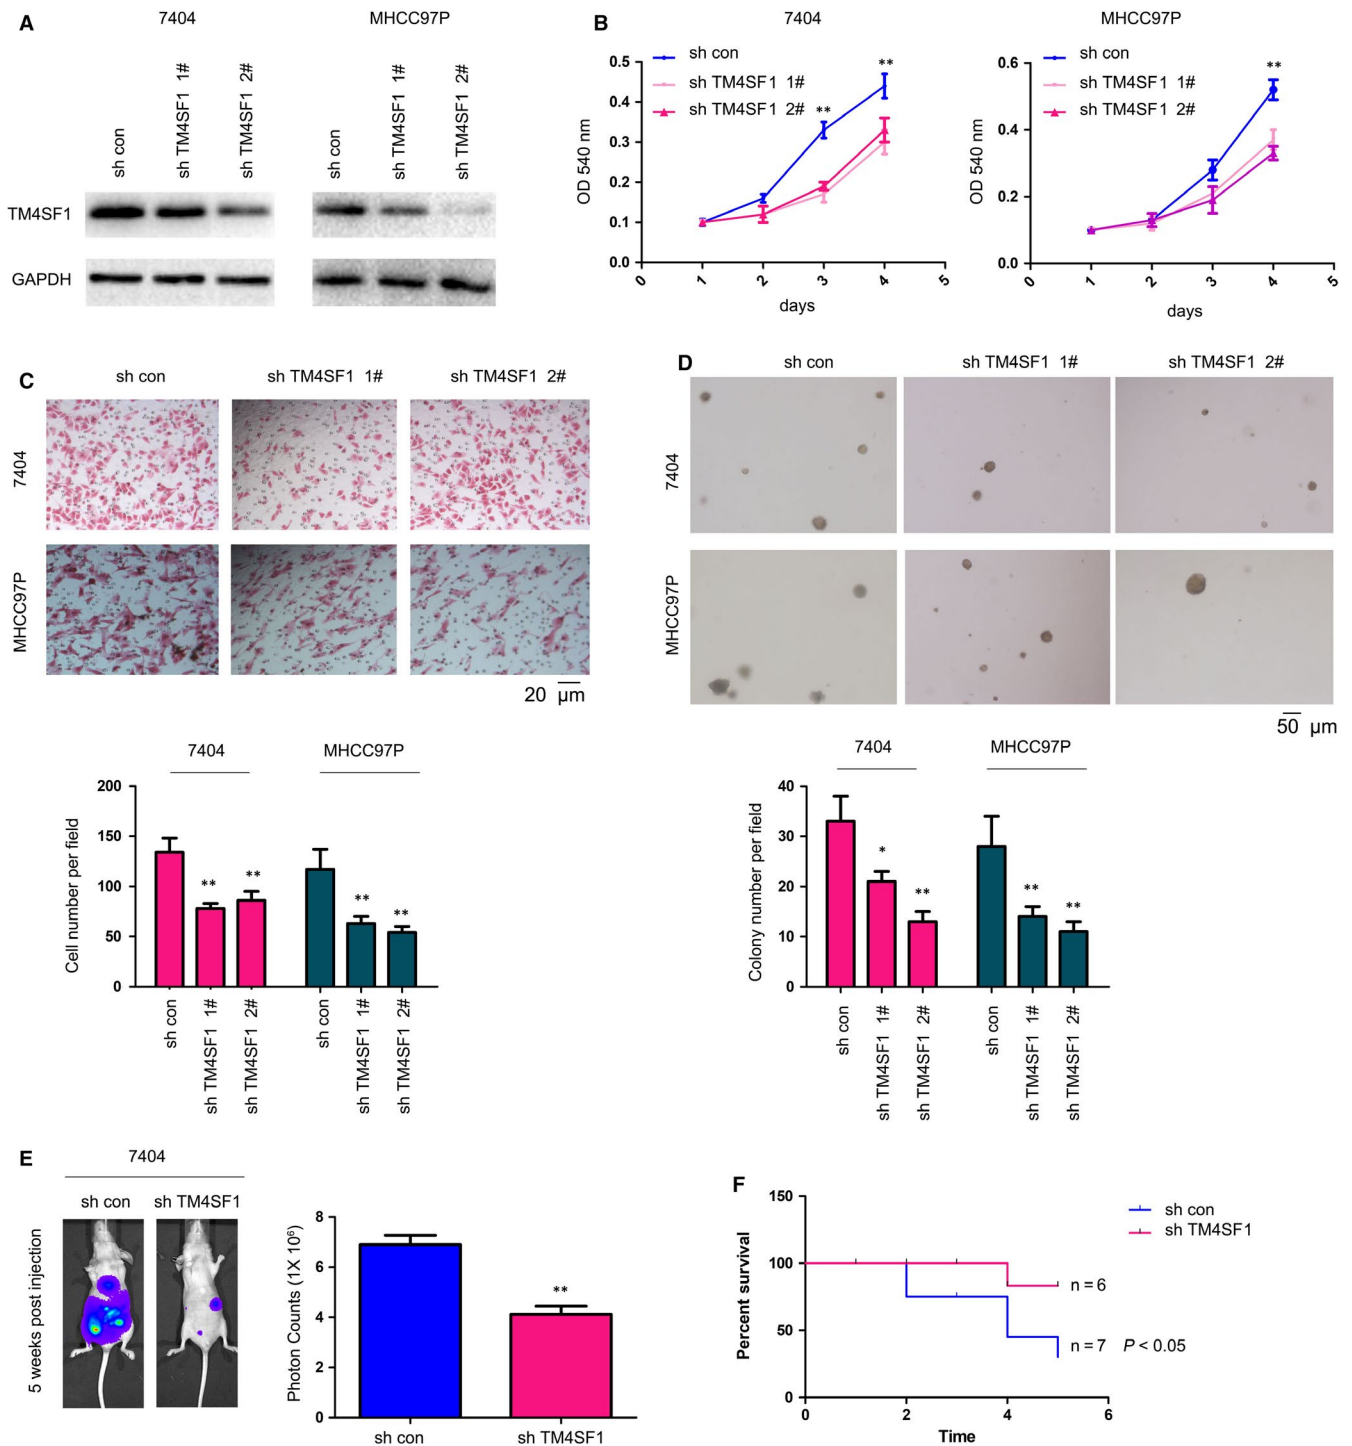 A
7404
MHCC97P
sh con
sh TM4SF1 1#
sh TM4SF1 2#
sh con
sh TM4SF1 1#
sh TM4SF1 2#
TM4SF1
GAPDH
B
7404
sh con
sh TM4SF1 1#
sh TM4SF1 2#
OD 540 nm
0.5
0.4
0.3
0.2
0.1
0.0
**
**
0 1 2 3 4 5
days
MHCC97P
sh con
sh TM4SF1 1#
sh TM4SF1 2#
OD 540 nm
0.6
0.4
0.2
0.0
**
0 1 2 3 4 5
days
C
sh con
sh TM4SF1 1#
sh TM4SF1 2#
7404
MHCC97P
20 µm
7404
MHCC97P
Cell number per field
200
150
100
50
0
** ** ** **
sh con
sh TM4SF1 1#
sh TM4SF1 2#
sh con
sh TM4SF1 1#
sh TM4SF1 2#
D
sh con
sh TM4SF1 1#
sh TM4SF1 2#
7404
MHCC97P
50 µm
7404
MHCC97P
Colony number per field
40
30
20
10
0
* ** ** **
sh con
sh TM4SF1 1#
sh TM4SF1 2#
sh con
sh TM4SF1 1#
sh TM4SF1 2#
E
7404
sh con
sh TM4SF1
5 weeks post injection
Photon Counts (1X 10⁶)
8
6
4
2
0
**
sh con
sh TM4SF1
F
Percent survival
150
100
50
0
sh con
sh TM4SF1
n = 6
n = 7 P < 0.05
0 2 4 6
Time